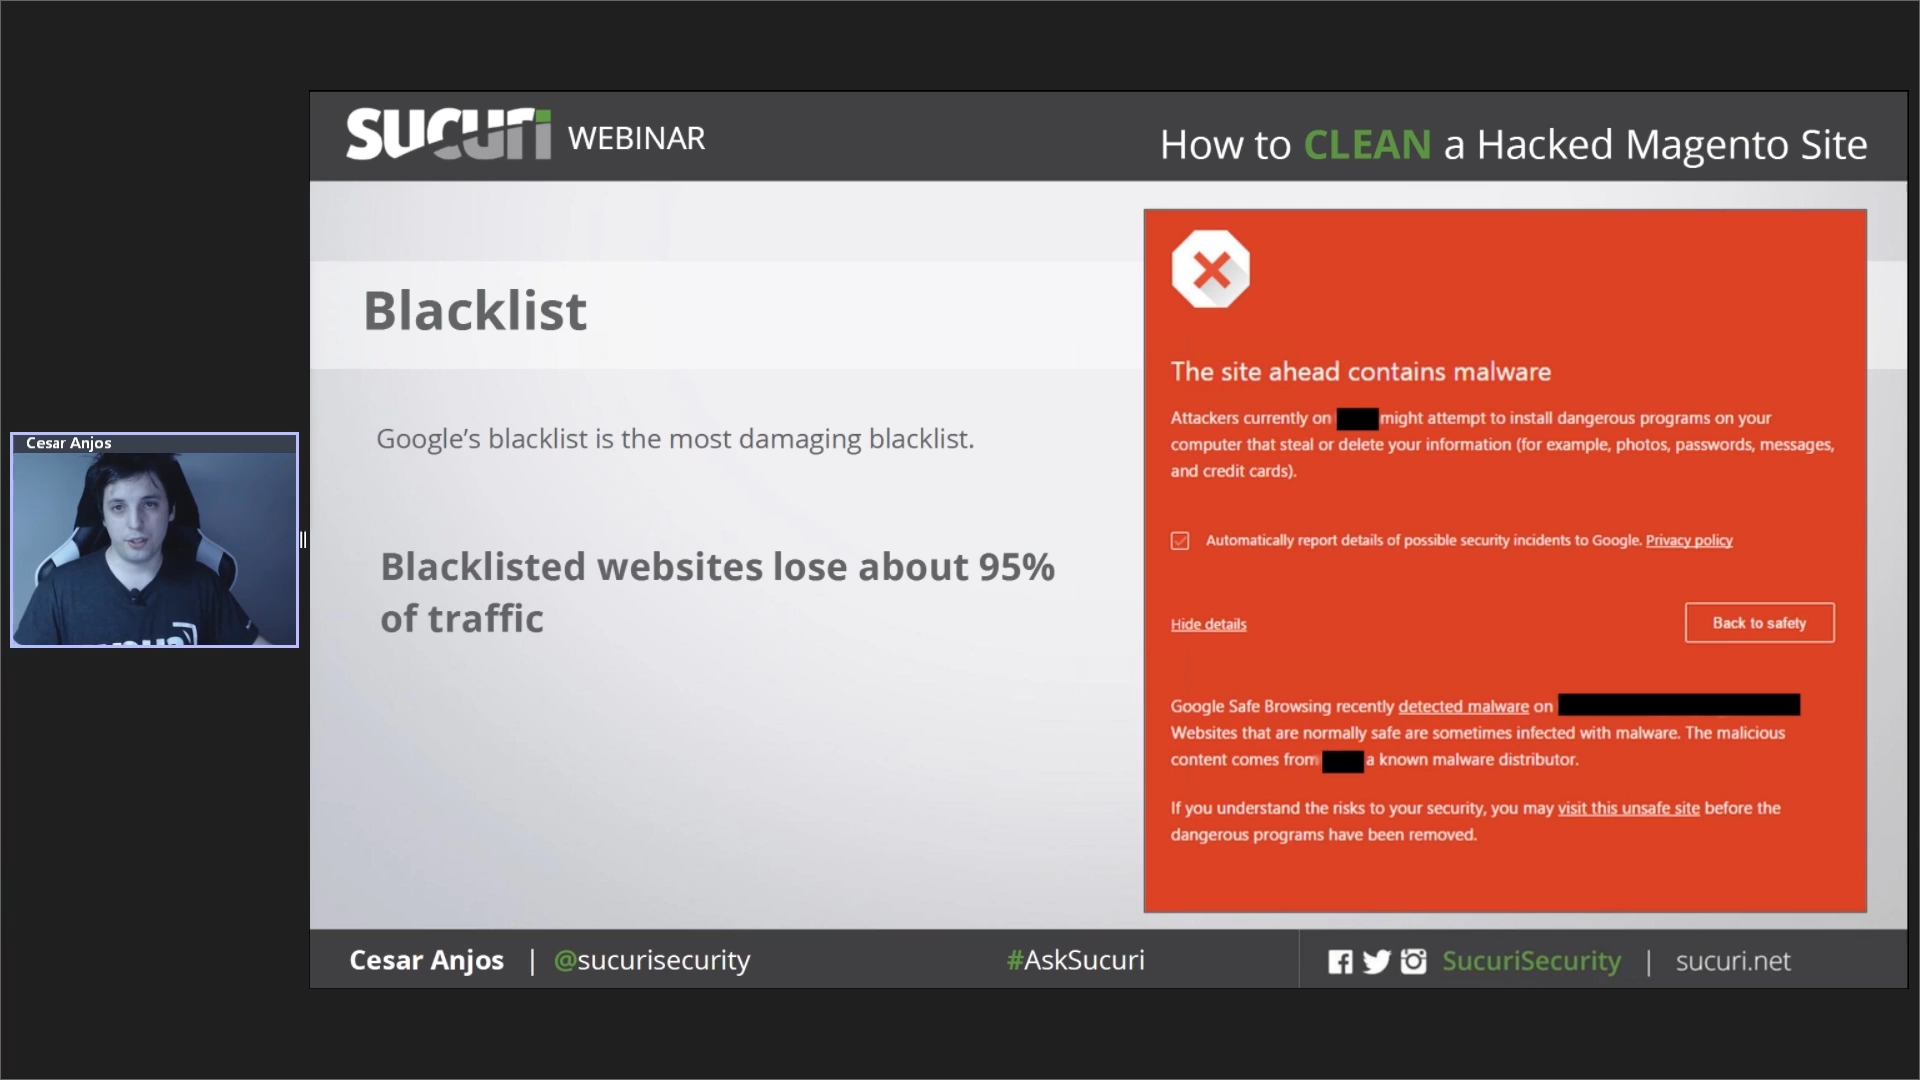 sucuri WEBINAR
How to CLEAN a Hacked Magento Site
Cesar Anjos
Blacklist
Google's blacklist is the most damaging blacklist.
Blacklisted websites lose about 95%
of traffic
The site ahead contains malware
Attackers currently on might attempt to install dangerous programs on your
computer that steal or delete your information (for example, photos, passwords, messages,
and credit cards).
Automatically report details of possible security incidents to Google. Privacy policy
Hide details
Back to safety
Google Safe Browsing recently detected malware on
Websites that are normally safe are sometimes infected with malware. The malicious
content comes from a known malware distributor.
If you understand the risks to your security, you may visit this unsafe site before the
dangerous programs have been removed.
Cesar Anjos | @sucurisecurity
#AskSucuri
SucuriSecurity | sucuri.net